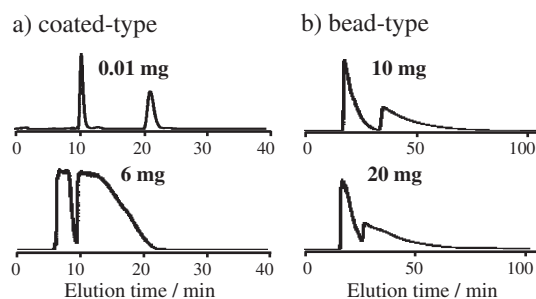 a) coated-type
0.01 mg
0 10 20 30 40
6 mg
0 10 20 30 40
Elution time / min
b) bead-type
10 mg
0 50 100
20 mg
0 50 100
Elution time / min